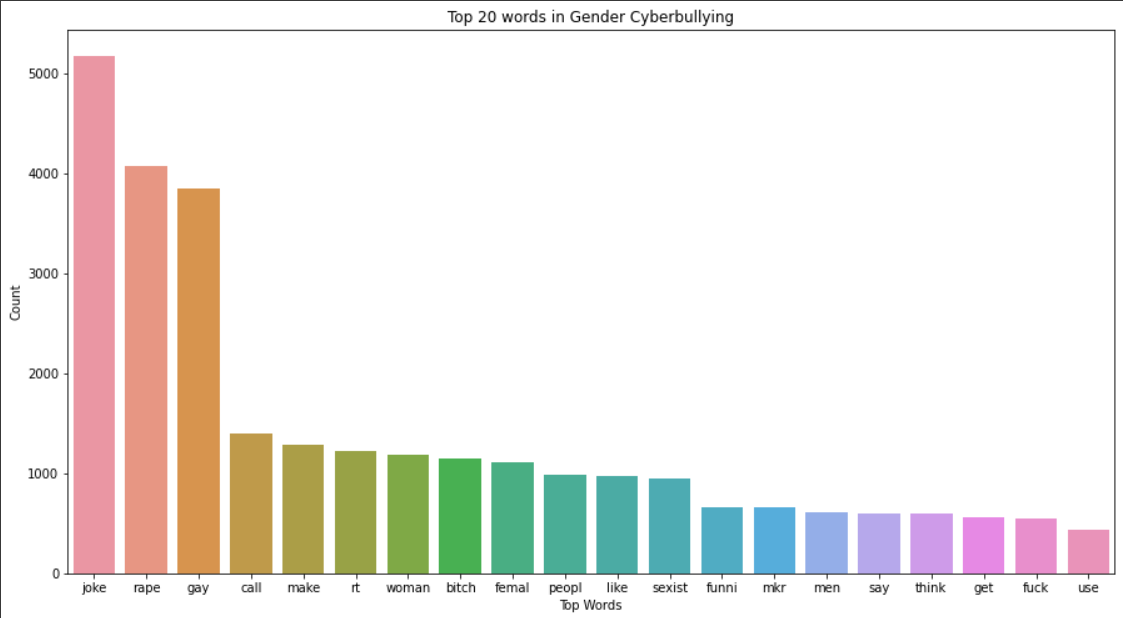 Top 20 words in Gender Cyberbullying
5000
4000
3000
2000
1000
0
Count
joke rape gay call make rt woman bitch femal peopl like sexist funni mkr men say think get fuck use
Top Words